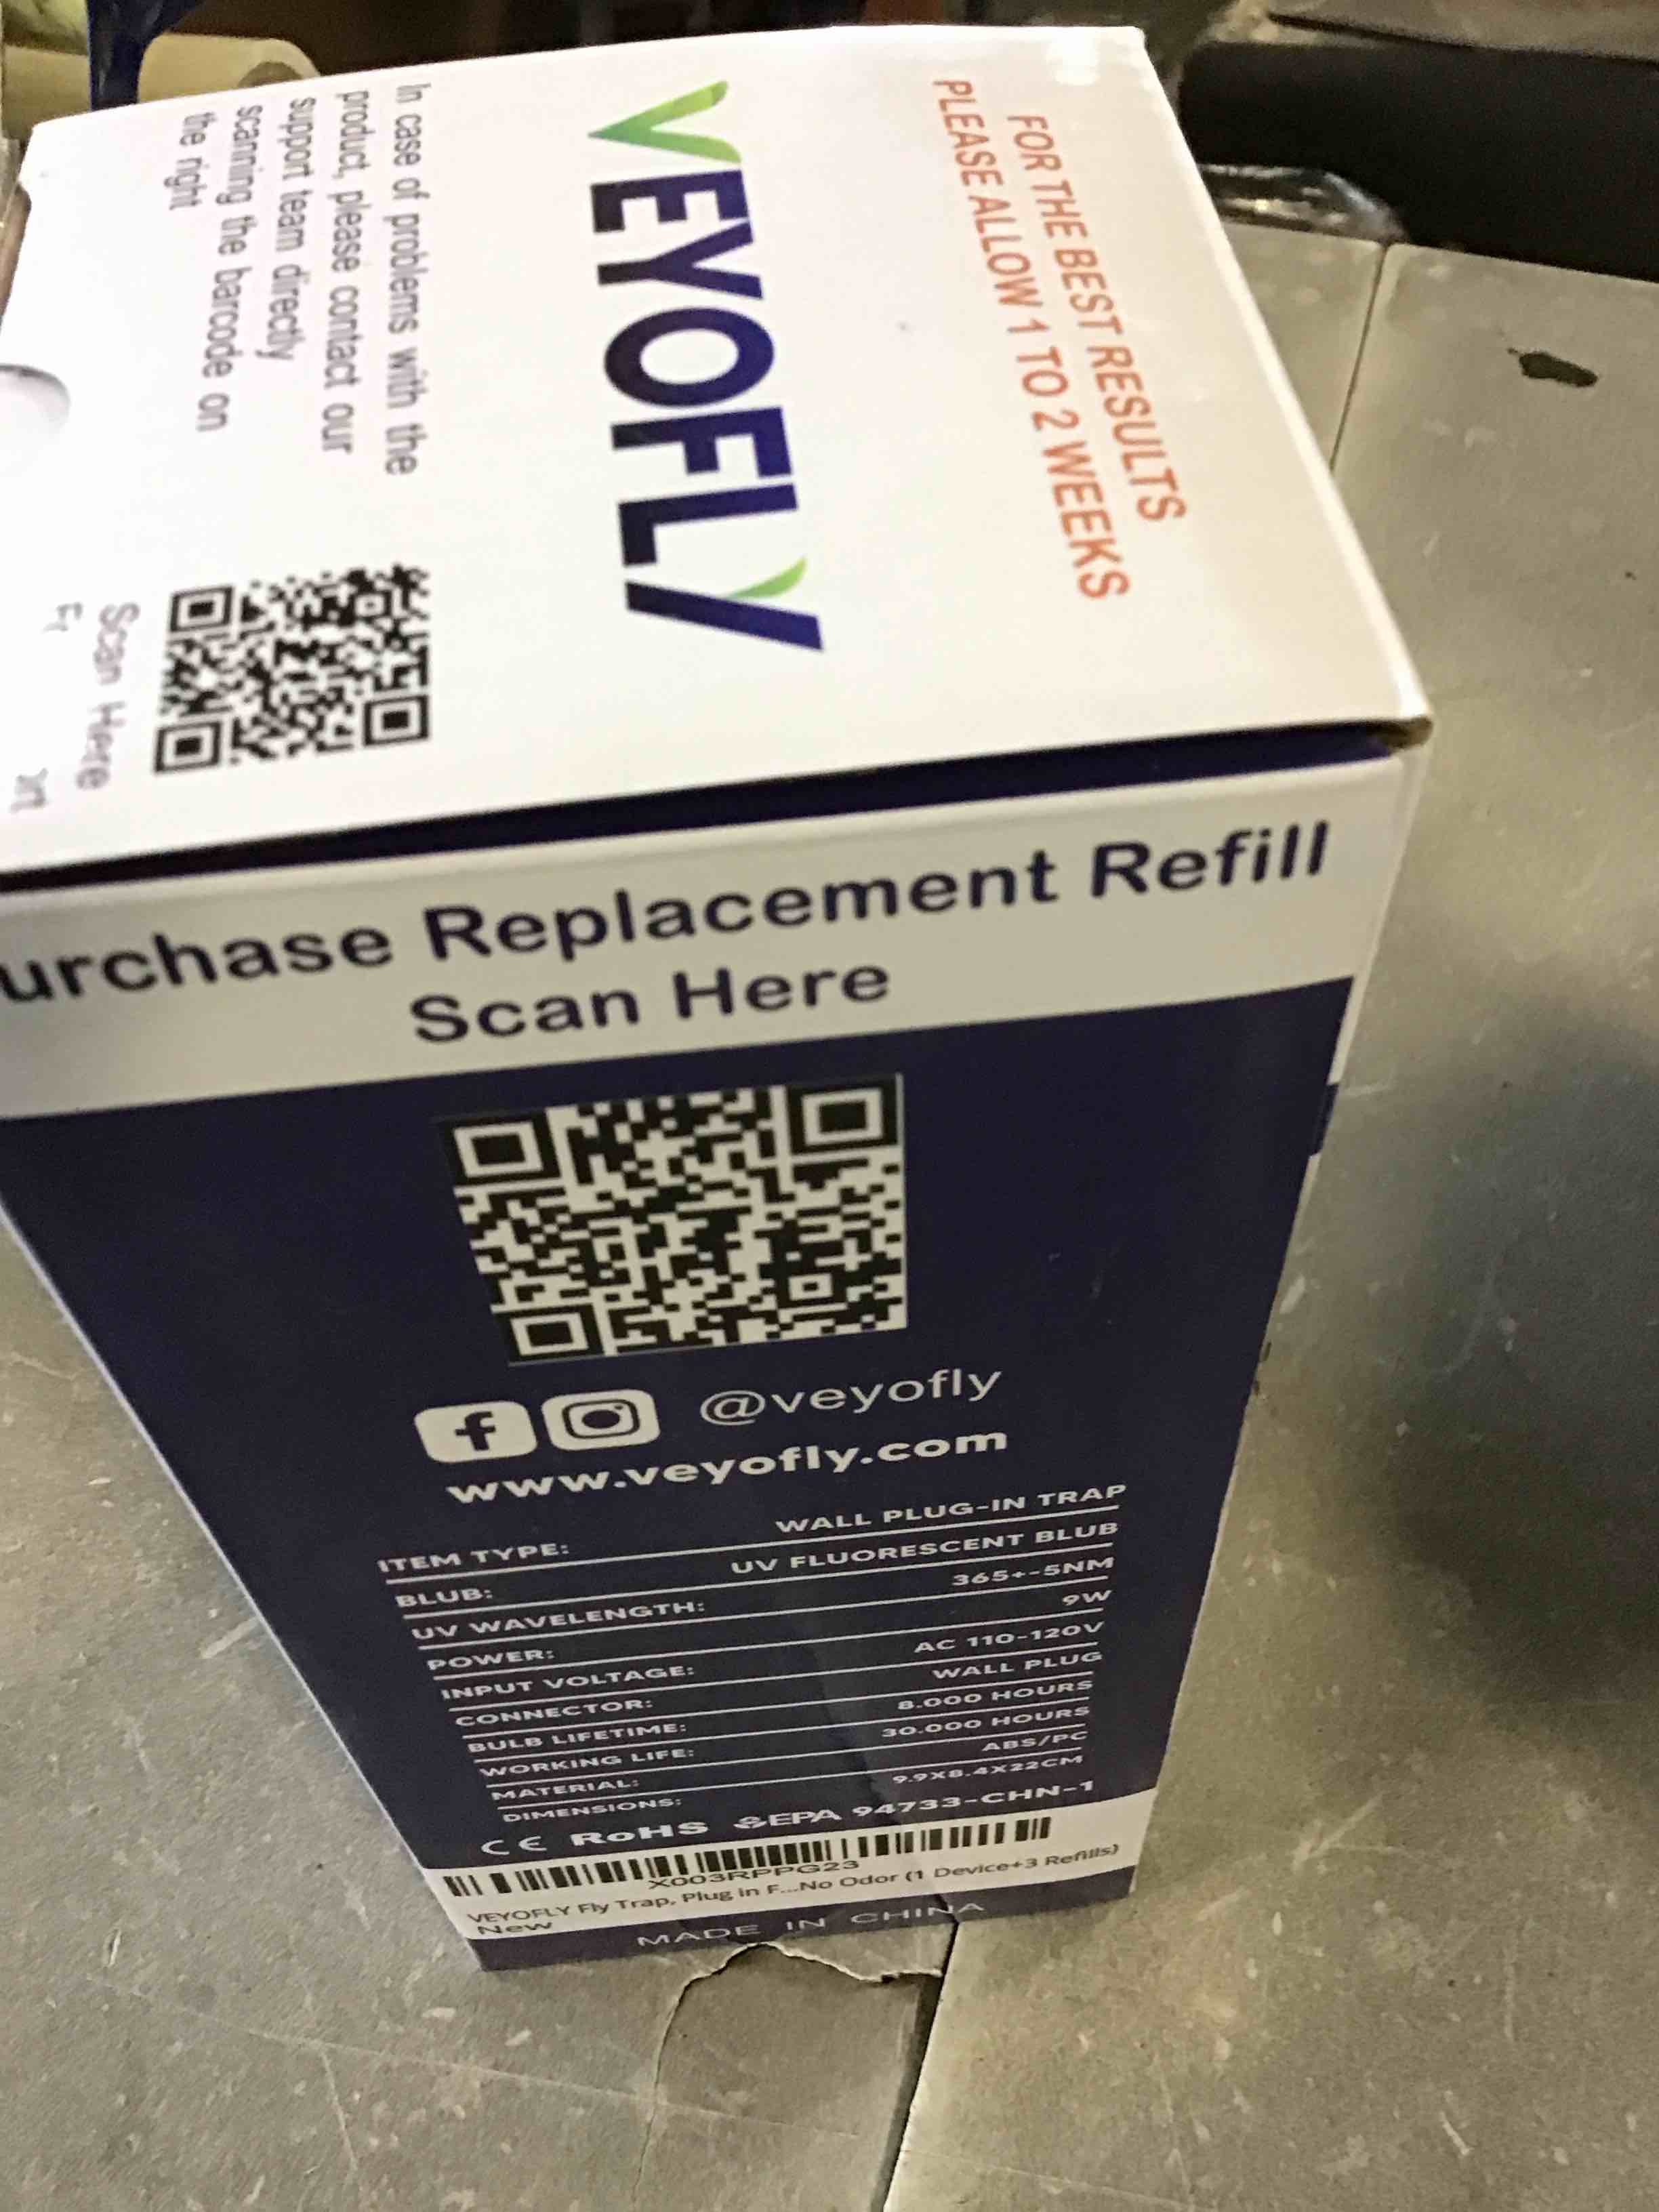 FOR THE BEST RESULTS
PLEASE ALLOW 1 TO 2 WEEKS
VEYOFLY
In case of problems with the
product, please contact our
support team directly
scanning the barcode on
the right
Scan Here
urchase Replacement Refill
Scan Here
@veyofly
www.veyofly.com
ITEM TYPE: WALL PLUG-IN TRAP
BLUB: UV FLUORESCENT BLUB
UV WAVELENGTH: 365+-5NM
POWER: 9W
INPUT VOLTAGE: AC 110-120V
CONNECTOR: WALL PLUG
BULB LIFETIME: 8.000 HOURS
WORKING LIFE: 30.000 HOURS
MATERIAL: ABS/PC
DIMENSIONS: 9.9X8.4X22CM
CE RoHS EPA 94733-CHN-1
X003RPPG23
VEYOFLY Fly Trap, Plug in F...No Odor (1 Device+3 Refills)
New
MADE IN CHINA